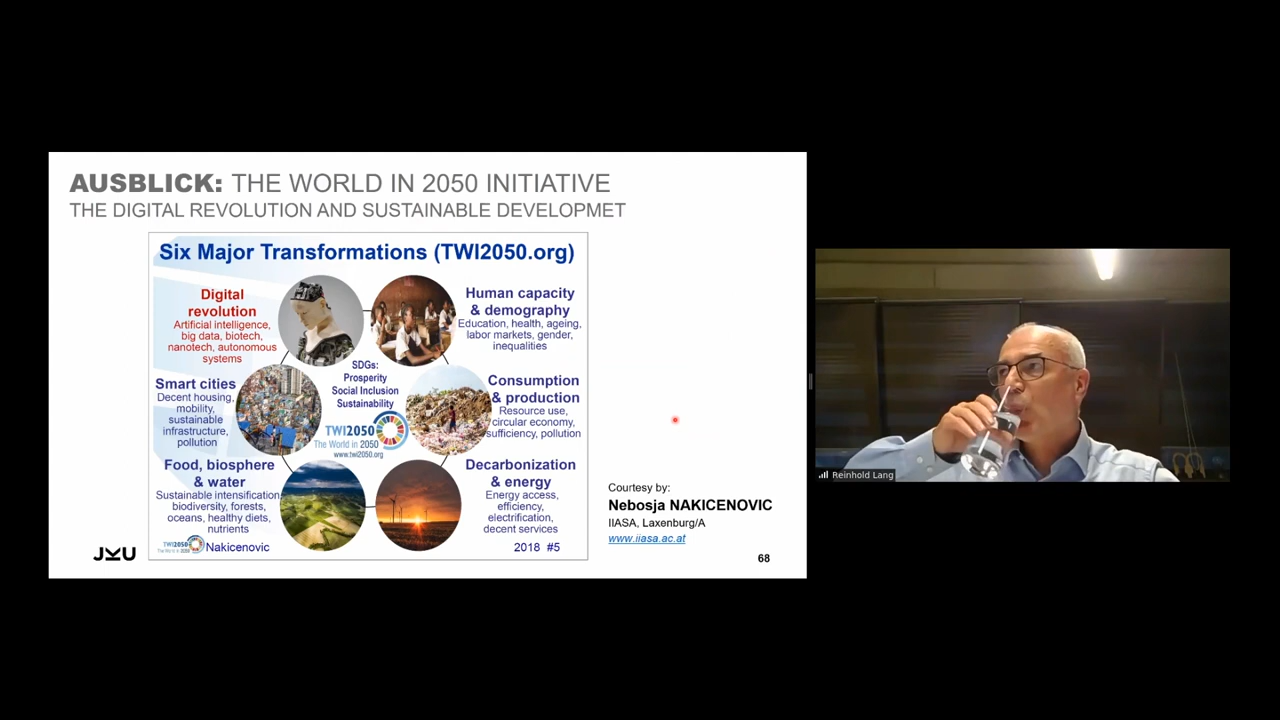 AUSBLICK: THE WORLD IN 2050 INITIATIVE
THE DIGITAL REVOLUTION AND SUSTAINABLE DEVELOPMET
Six Major Transformations (TWI2050.org)
Digital
revolution
Artificial intelligence,
big data, biotech,
nanotech, autonomous
systems
Human capacity
& demography
Education, health, ageing,
labor markets, gender,
inequalities
SDGs:
Prosperity
Social Inclusion
Sustainability
Smart cities
Decent housing,
mobility,
sustainable
infrastructure,
pollution
Consumption
& production
Resource use,
circular economy,
sufficiency, pollution
TWI2050
The World in 2050
www.twi2050.org
Food, biosphere
& water
Sustainable intensification,
biodiversity, forests,
oceans, healthy diets,
nutrients
Decarbonization
& energy
Energy access,
efficiency,
electrification,
decent services
TWI2050
The World in 2050
Nakicenovic
2018 #5
Courtesy by:
Nebosja NAKICENOVIC
IIASA, Laxenburg/A
www.iiasa.ac.at
JKU
68
Reinhold Lang